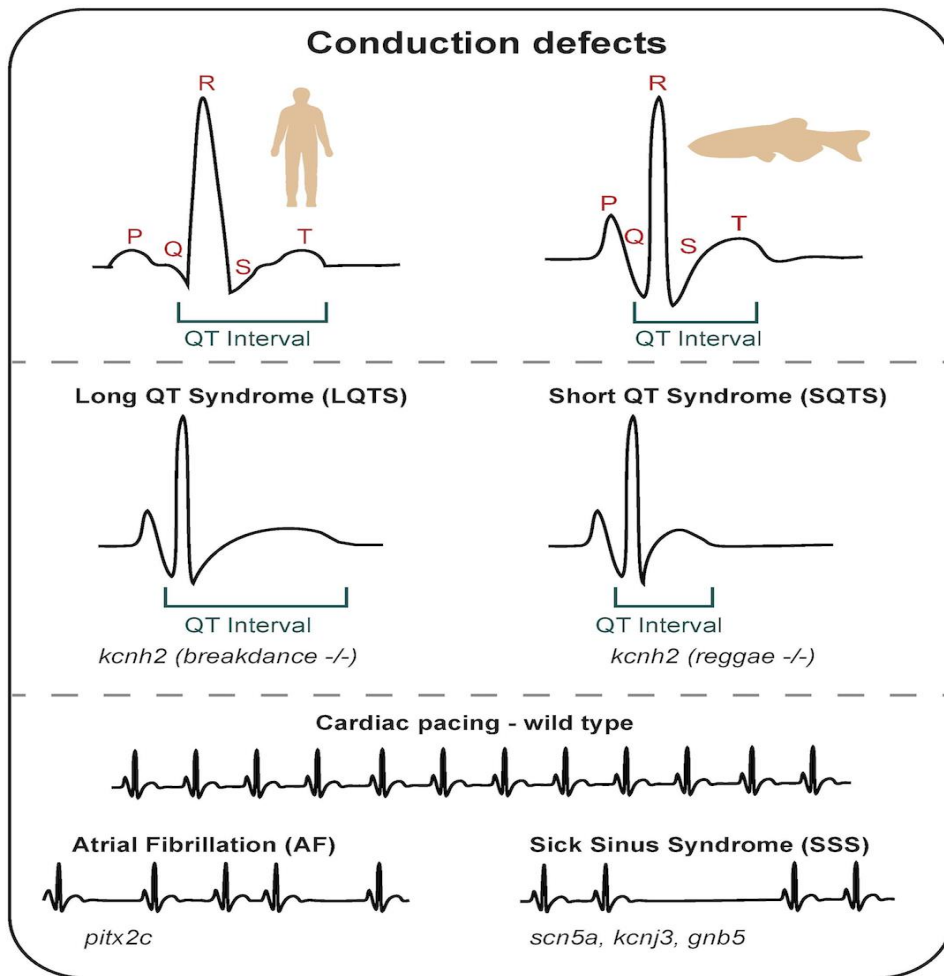 Conduction defects
R
P
Q
S
T
QT Interval
R
P
Q
S
T
QT Interval
Long QT Syndrome (LQTS)
QT Interval
kcnh2 (breakdance -/-)
Short QT Syndrome (SQTS)
QT Interval
kcnh2 (reggae -/-)
Cardiac pacing - wild type
Atrial Fibrillation (AF)
pitx2c
Sick Sinus Syndrome (SSS)
scn5a, kcnj3, gnb5